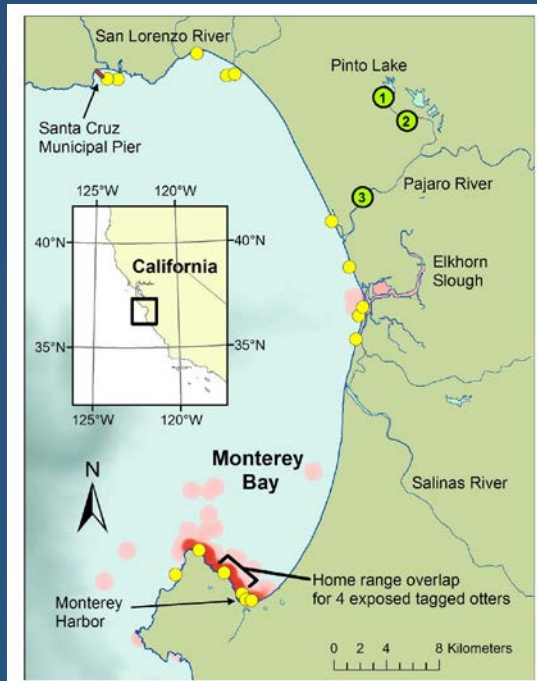 San Lorenzo River
Pinto Lake
1
2
Santa Cruz
Municipal Pier
3
Pajaro River
125°W
120°W
40°N
40°N
California
Elkhorn
Slough
35°N
35°N
125°W
120°W
N
Monterey
Bay
Salinas River
Home range overlap
for 4 exposed tagged otters
Monterey
Harbor
0 2 4 8 Kilometers